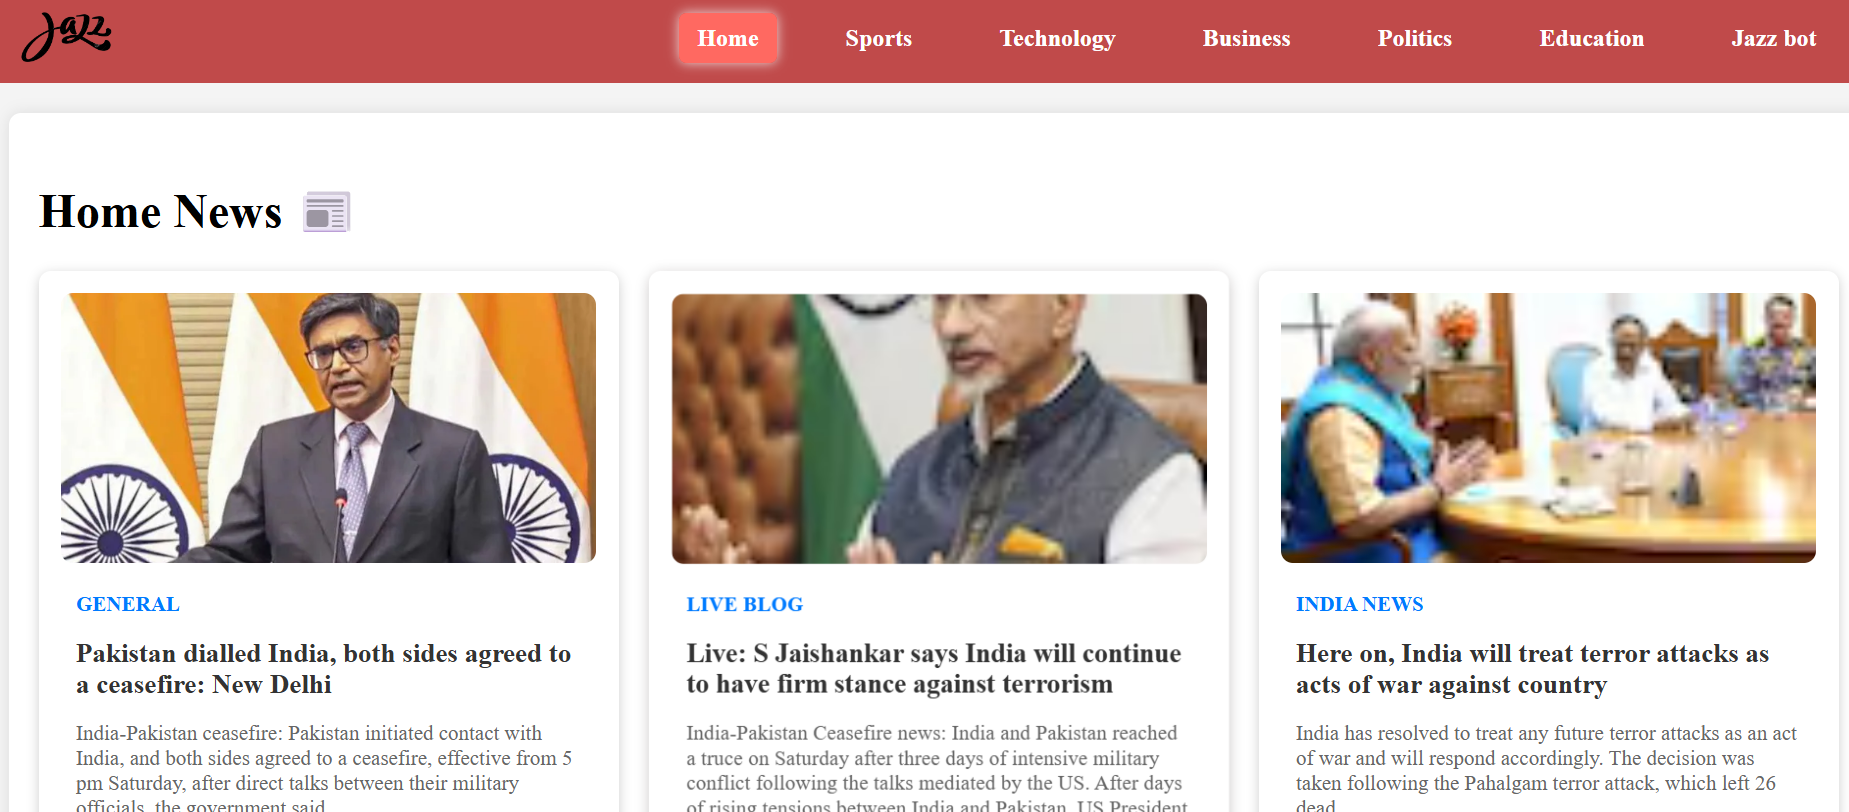 Jazz
Home
Sports
Technology
Business
Politics
Education
Jazz bot
Home News
GENERAL
Pakistan dialled India, both sides agreed to
a ceasefire: New Delhi
India-Pakistan ceasefire: Pakistan initiated contact with
India, and both sides agreed to a ceasefire, effective from 5
pm Saturday, after direct talks between their military
officials, the government said
LIVE BLOG
Live: S Jaishankar says India will continue
to have firm stance against terrorism
India-Pakistan Ceasefire news: India and Pakistan reached
a truce on Saturday after three days of intensive military
conflict following the talks mediated by the US. After days
of rising tensions between India and Pakistan, US President
INDIA NEWS
Here on, India will treat terror attacks as
acts of war against country
India has resolved to treat any future terror attacks as an act
of war and will respond accordingly. The decision was
taken following the Pahalgam terror attack, which left 26
dead